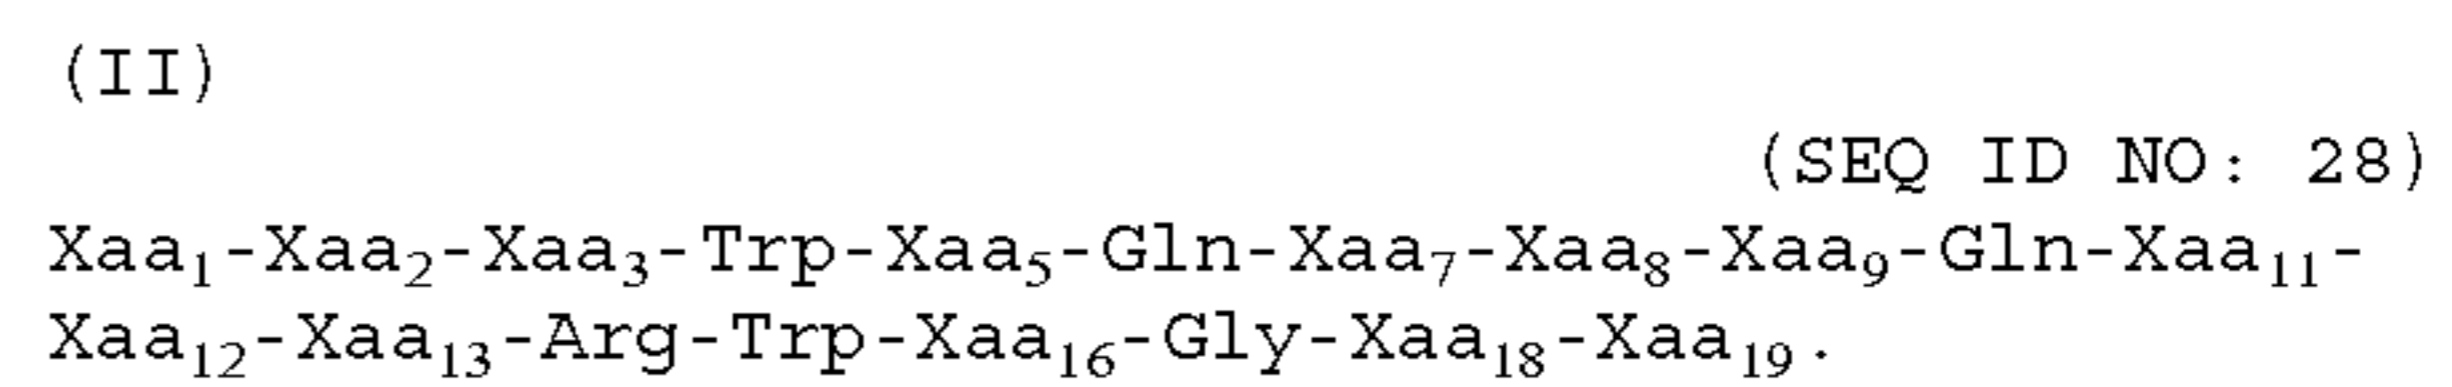 (II)
(SEQ ID NO: 28)
Xaa₁-Xaa₂-Xaa₃-Trp-Xaa₅-Gln-Xaa₇-Xaa₈-Xaa₉-Gln-Xaa₁₁-
Xaa₁₂-Xaa₁₃-Arg-Trp-Xaa₁₆-Gly-Xaa₁₈-Xaa₁₉.